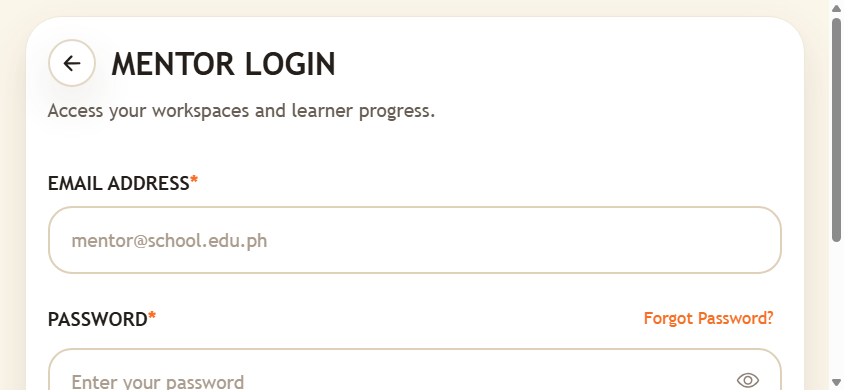 MENTOR LOGIN
Access your workspaces and learner progress.
EMAIL ADDRESS*
mentor@school.edu.ph
PASSWORD* Forgot Password?
Enter your password